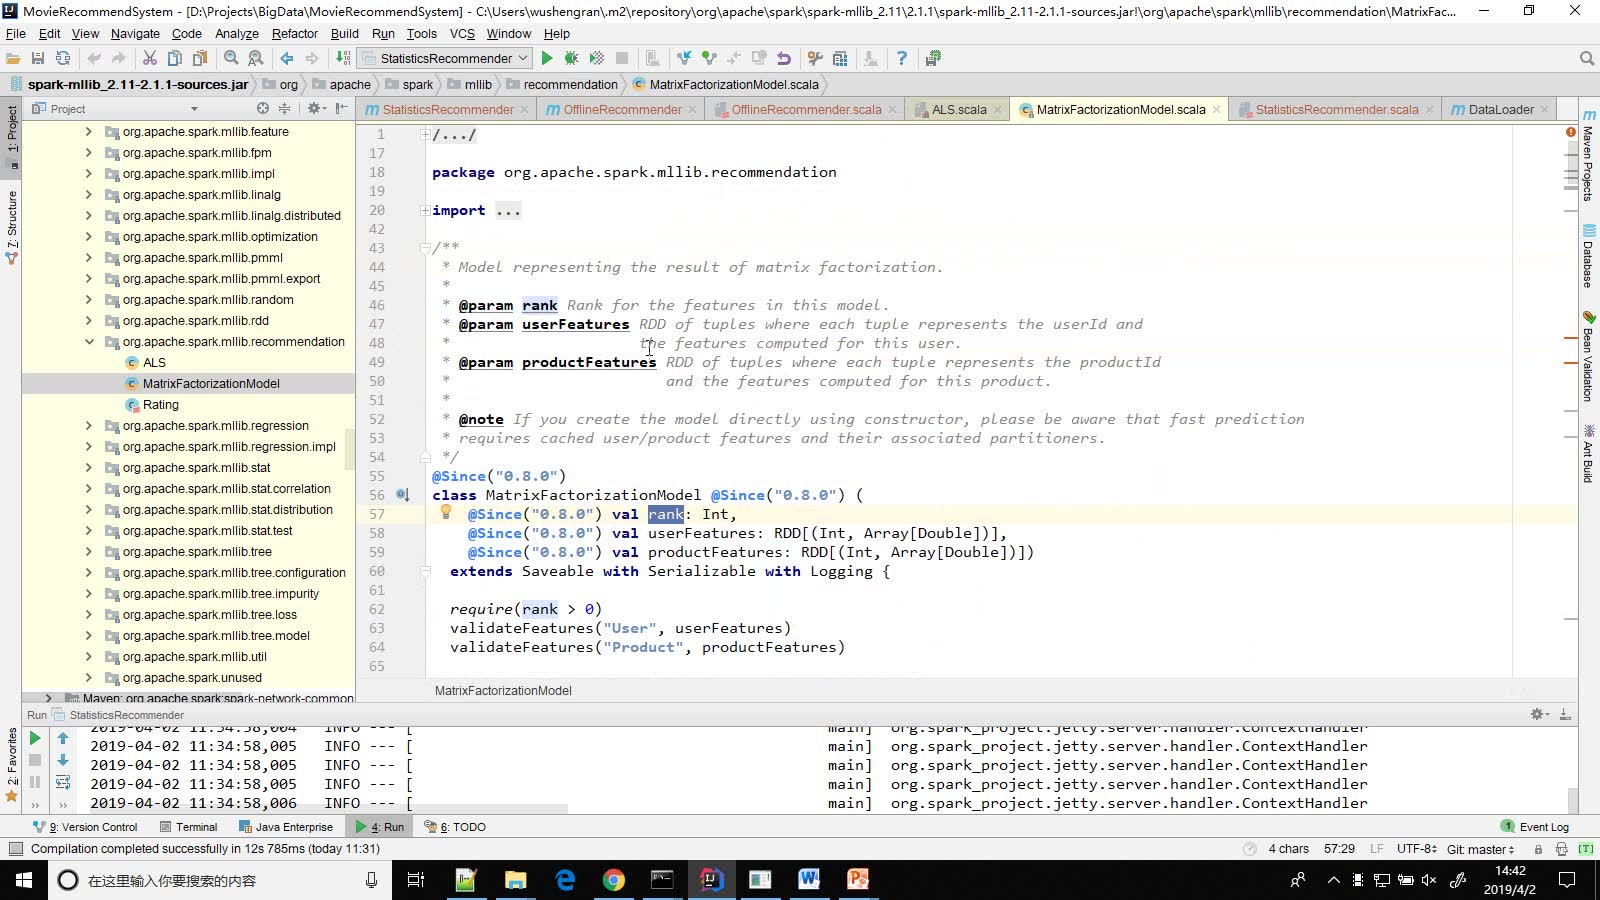 MovieRecommendSystem - [D:\Projects\BigData\MovieRecommendSystem] - C:\Users\wushengran\.m2\repository\org\apache\spark\spark-mllib_2.11\2.1.1\spark-mllib_2.11-2.1.1-sources.jar!\org\apache\spark\mllib\recommendation\MatrixFac...
File Edit View Navigate Code Analyze Refactor Build Run Tools VCS Window Help
StatisticsRecommender
spark-mllib_2.11-2.1.1-sources.jar org apache spark mllib recommendation MatrixFactorizationModel.scala
Project
StatisticsRecommender OfflineRecommender OfflineRecommender.scala ALS.scala MatrixFactorizationModel.scala StatisticsRecommender.scala DataLoader
1: Project
7: Structure
2: Favorites
org.apache.spark.mllib.feature
org.apache.spark.mllib.fpm
org.apache.spark.mllib.impl
org.apache.spark.mllib.linalg
org.apache.spark.mllib.linalg.distributed
org.apache.spark.mllib.optimization
org.apache.spark.mllib.pmml
org.apache.spark.mllib.pmml.export
org.apache.spark.mllib.random
org.apache.spark.mllib.rdd
org.apache.spark.mllib.recommendation
ALS
MatrixFactorizationModel
Rating
org.apache.spark.mllib.regression
org.apache.spark.mllib.regression.impl
org.apache.spark.mllib.stat
org.apache.spark.mllib.stat.correlation
org.apache.spark.mllib.stat.distribution
org.apache.spark.mllib.stat.test
org.apache.spark.mllib.tree
org.apache.spark.mllib.tree.configuration
org.apache.spark.mllib.tree.impurity
org.apache.spark.mllib.tree.loss
org.apache.spark.mllib.tree.model
org.apache.spark.mllib.util
org.apache.spark.unused
Maven: org.apache.spark:spark-network-common
1 /.../
17
18 package org.apache.spark.mllib.recommendation
19
20 import ...
42
43 /**
44 * Model representing the result of matrix factorization.
45 *
46 * @param rank Rank for the features in this model.
47 * @param userFeatures RDD of tuples where each tuple represents the userId and
48 * the features computed for this user.
49 * @param productFeatures RDD of tuples where each tuple represents the productId
50 * and the features computed for this product.
51 *
52 * @note If you create the model directly using constructor, please be aware that fast prediction
53 * requires cached user/product features and their associated partitioners.
54 */
55 @Since("0.8.0")
56 class MatrixFactorizationModel @Since("0.8.0") (
57 @Since("0.8.0") val rank: Int,
58 @Since("0.8.0") val userFeatures: RDD[(Int, Array[Double])],
59 @Since("0.8.0") val productFeatures: RDD[(Int, Array[Double])])
60 extends Saveable with Serializable with Logging {
61
62 require(rank > 0)
63 validateFeatures("User", userFeatures)
64 validateFeatures("Product", productFeatures)
65
MatrixFactorizationModel
Maven Projects
Database
Bean Validation
Ant Build
Run StatisticsRecommender
2019-04-02 11:34:58,004 INFO --- [ main] org.spark_project.jetty.server.handler.ContextHandler
2019-04-02 11:34:58,005 INFO --- [ main] org.spark_project.jetty.server.handler.ContextHandler
2019-04-02 11:34:58,005 INFO --- [ main] org.spark_project.jetty.server.handler.ContextHandler
2019-04-02 11:34:58,005 INFO --- [ main] org.spark_project.jetty.server.handler.ContextHandler
2019-04-02 11:34:58,006 INFO --- [ main] org.spark_project.jetty.server.handler.ContextHandler
9: Version Control Terminal Java Enterprise 4: Run 6: TODO 1 Event Log
Compilation completed successfully in 12s 785ms (today 11:31) 4 chars 57:29 LF UTF-8 Git: master [T]
在这里输入你要搜索的内容
14:42
2019/4/2